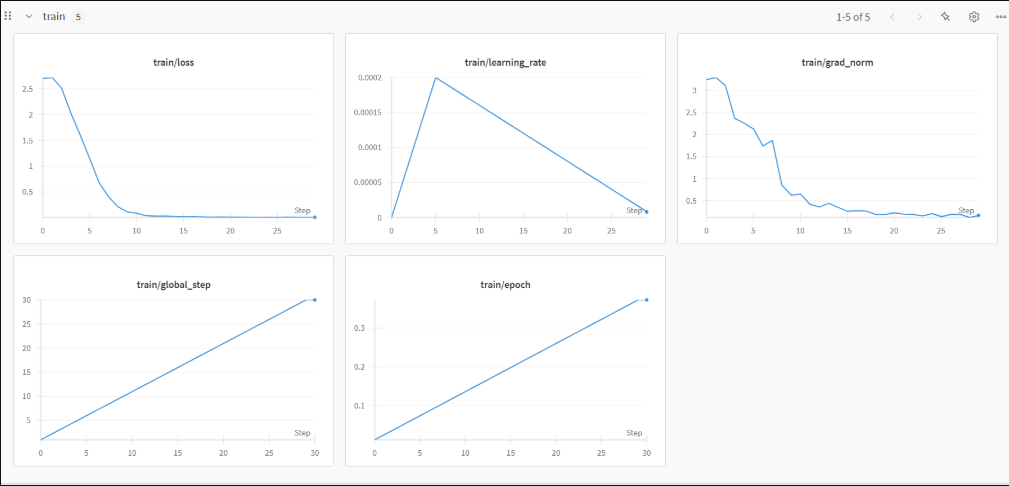 train 5 1-5 of 5
train/loss
2.5
2
1.5
1
0.5
Step
0 5 10 15 20 25
train/learning_rate
0.0002
0.00015
0.0001
0.00005
0
Step
0 5 10 15 20 25
train/grad_norm
3
2.5
2
1.5
1
0.5
Step
0 5 10 15 20 25
train/global_step
30
25
20
15
10
5
Step
0 5 10 15 20 25 30
train/epoch
0.3
0.2
0.1
Step
0 5 10 15 20 25 30